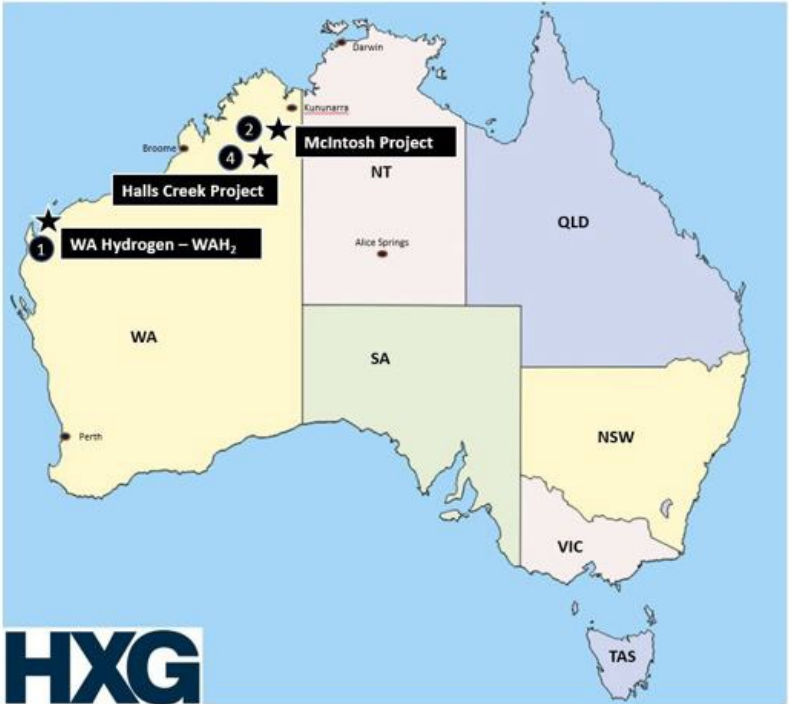 Darwin
Kununarra
2
McIntosh Project
Broome
4
NT
Halls Creek Project
QLD
1
WA Hydrogen – WAH₂
Alice Springs
WA
SA
Perth
NSW
VIC
TAS
HXG